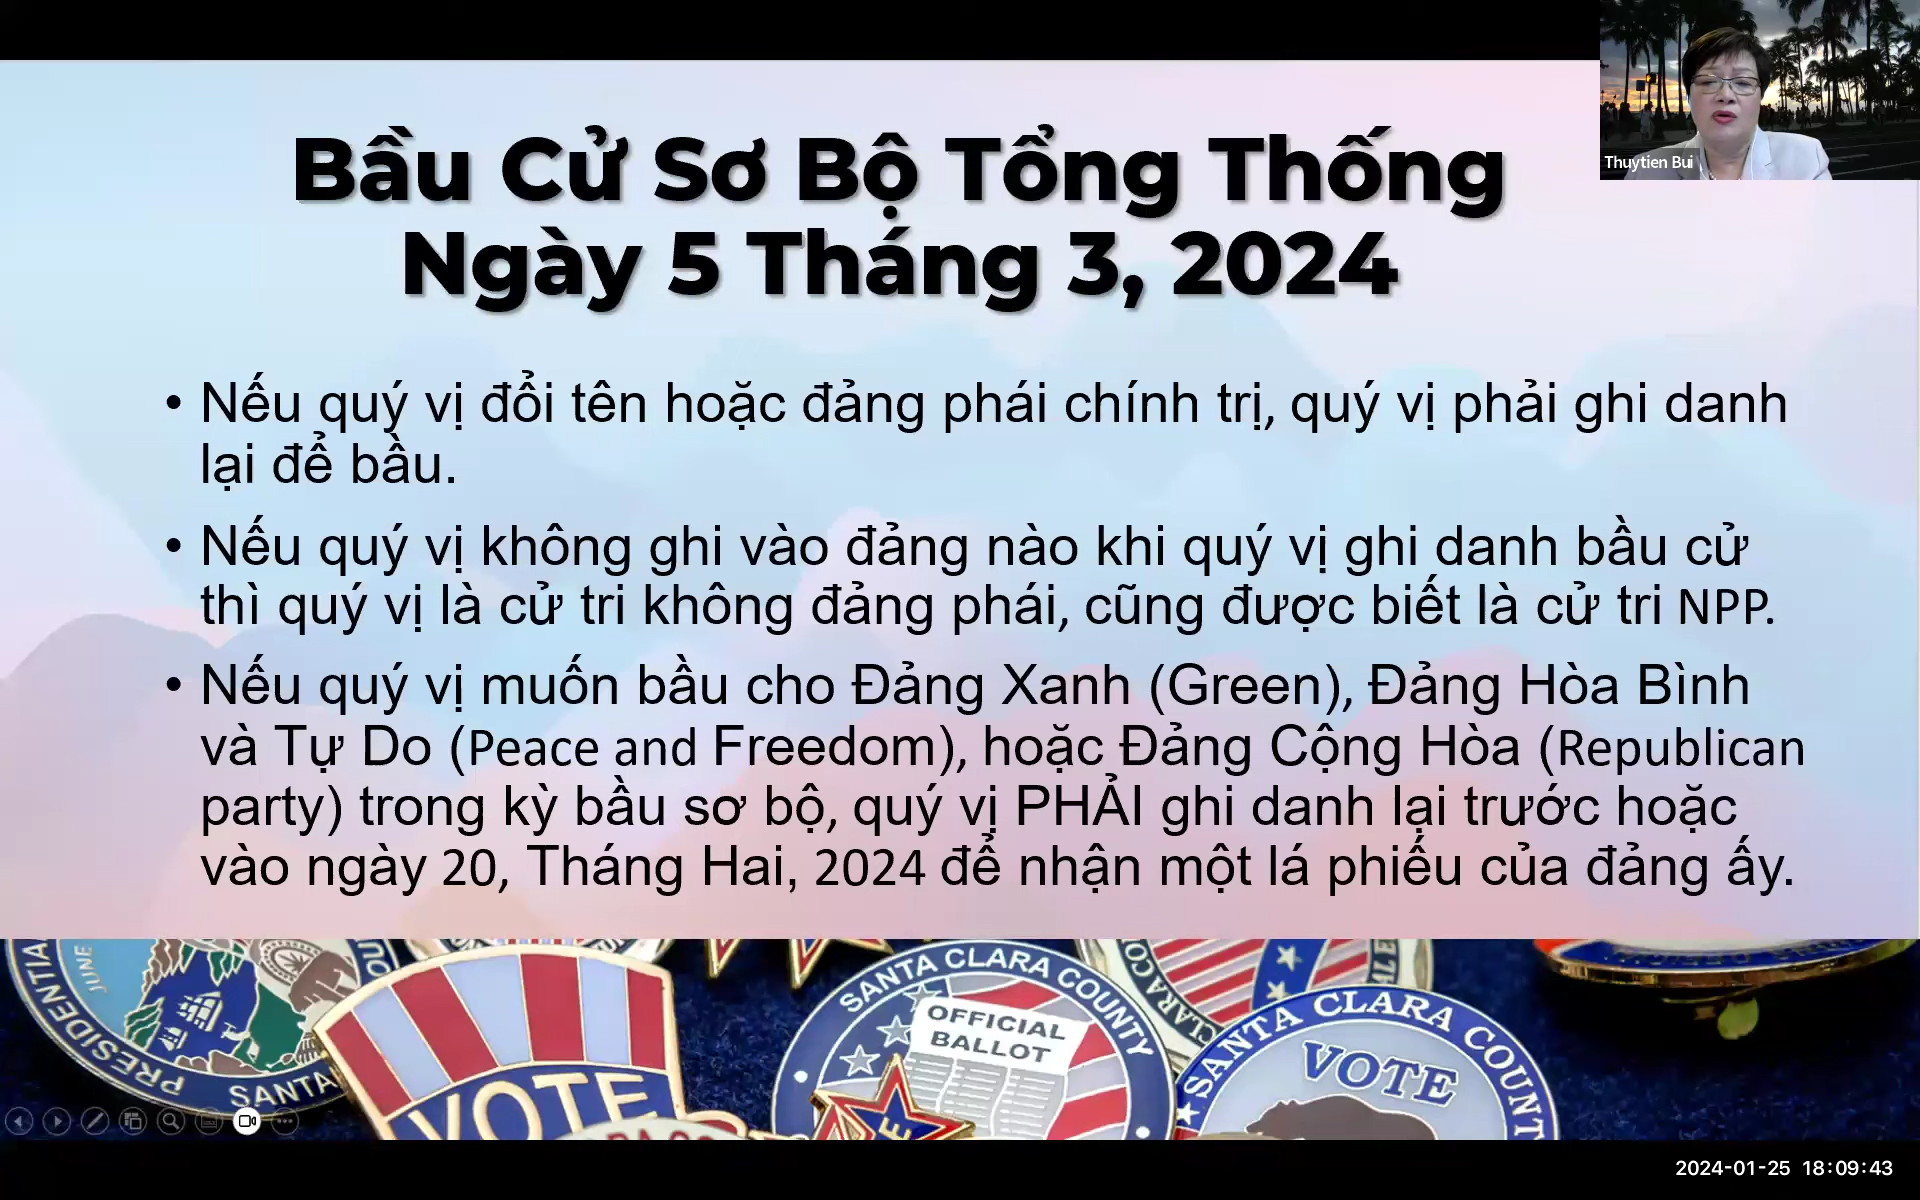 Bầu Cử Sơ Bộ Tổng Thống
Ngày 5 Tháng 3, 2024
Thuytien Bui
• Nếu quý vị đổi tên hoặc đảng phái chính trị, quý vị phải ghi danh
lại để bầu.
• Nếu quý vị không ghi vào đảng nào khi quý vị ghi danh bầu cử
thì quý vị là cử tri không đảng phái, cũng được biết là cử tri NPP.
• Nếu quý vị muốn bầu cho Đảng Xanh (Green), Đảng Hòa Bình
và Tự Do (Peace and Freedom), hoặc Đảng Cộng Hòa (Republican
party) trong kỳ bầu sơ bộ, quý vị PHẢI ghi danh lại trước hoặc
vào ngày 20, Tháng Hai, 2024 để nhận một lá phiếu của đảng ấy.
PRESIDENTIA
JUNE
SANTA
VOTE
SANTA CLARA COUNTY
OFFICIAL
BALLOT
SANTA CLARA COUNT
VOTE
2024-01-25 18:09:43